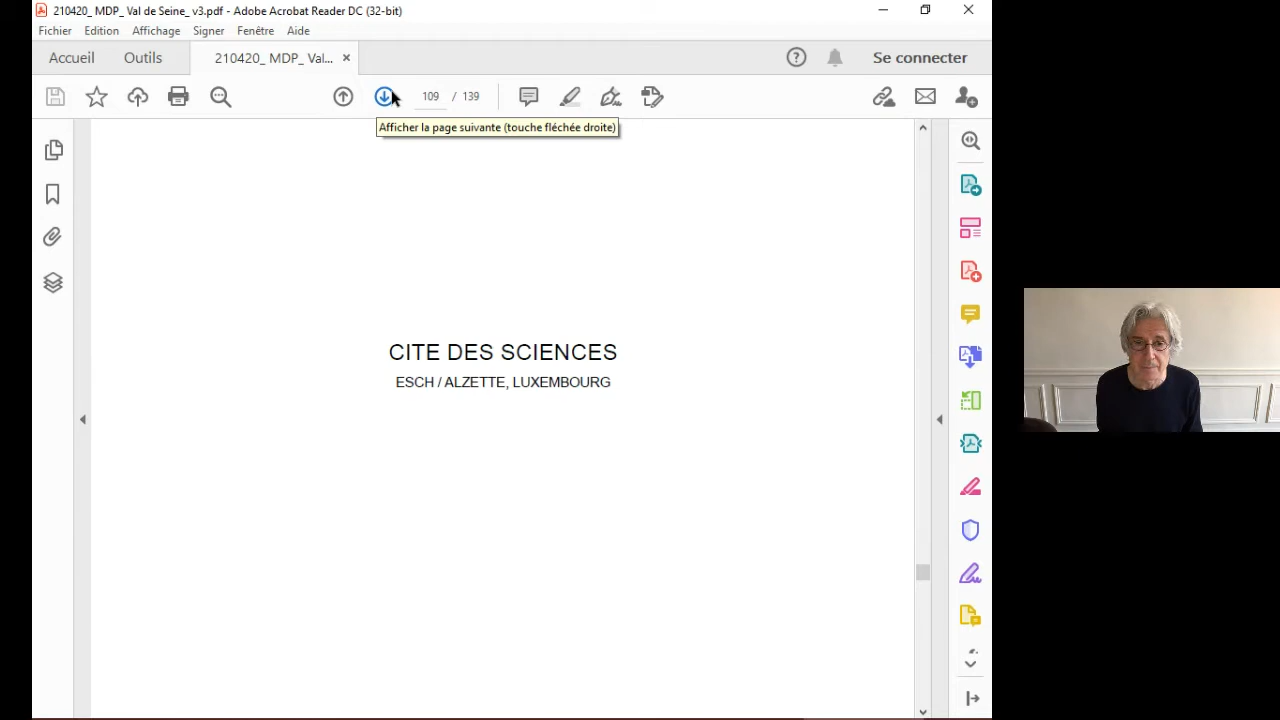 210420_ MDP_ Val de Seine_ v3.pdf - Adobe Acrobat Reader DC (32-bit)
Fichier Edition Affichage Signer Fenêtre Aide
Accueil Outils 210420_ MDP_ Val... × Se connecter
109 / 139
Afficher la page suivante (touche fléchée droite)
CITE DES SCIENCES
ESCH / ALZETTE, LUXEMBOURG